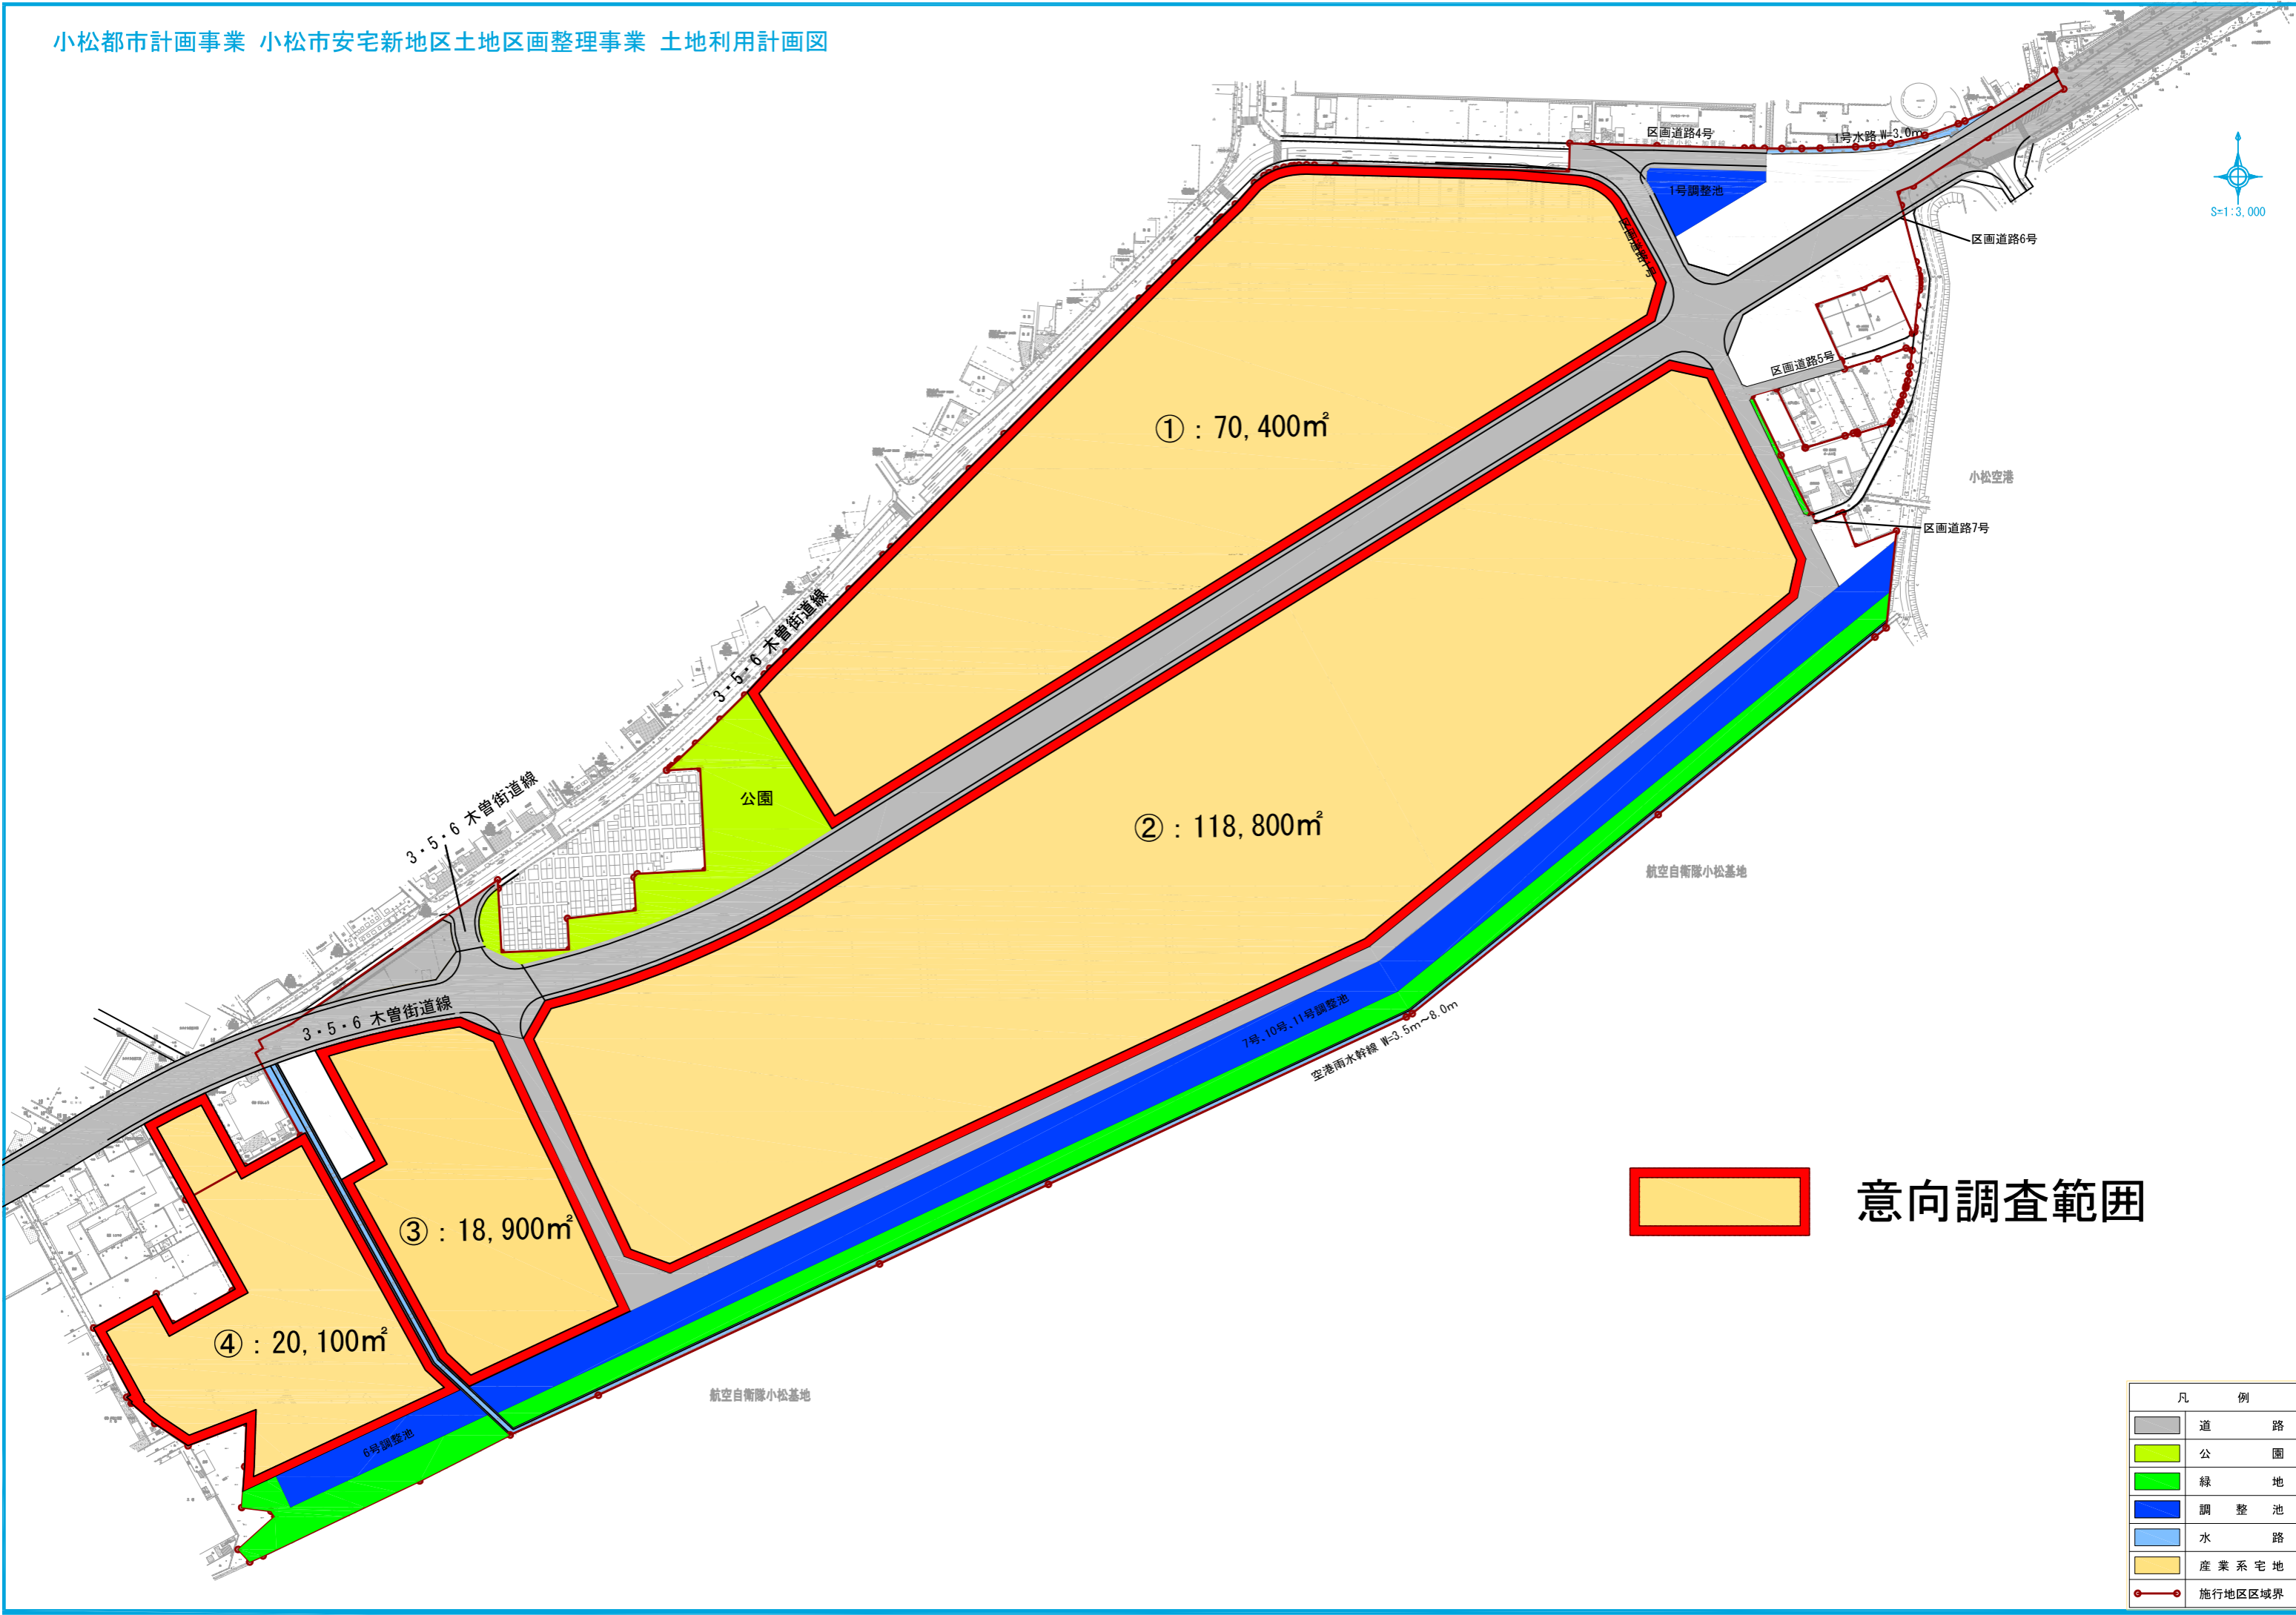 小松都市計画事業 小松市安宅新地区土地区画整理事業 土地利用計画図
区画道路4号
1号水路 W=3.0m
1号調整池
S=1:3,000
区画道路1号
区画道路6号
区画道路5号
①：70,400㎡
小松空港
区画道路7号
3・5・6 木曽街道線
公園
3・5・6 木曽街道線
②：118,800㎡
航空自衛隊小松基地
3・5・6 木曽街道線
7号、10号、11号調整池
空港雨水幹線 W=3.5m～8.0m
意向調査範囲
③：18,900㎡
④：20,100㎡
航空自衛隊小松基地
6号調整池
凡例
道路
公園
緑地
調整池
水路
産業系宅地
施行地区区域界